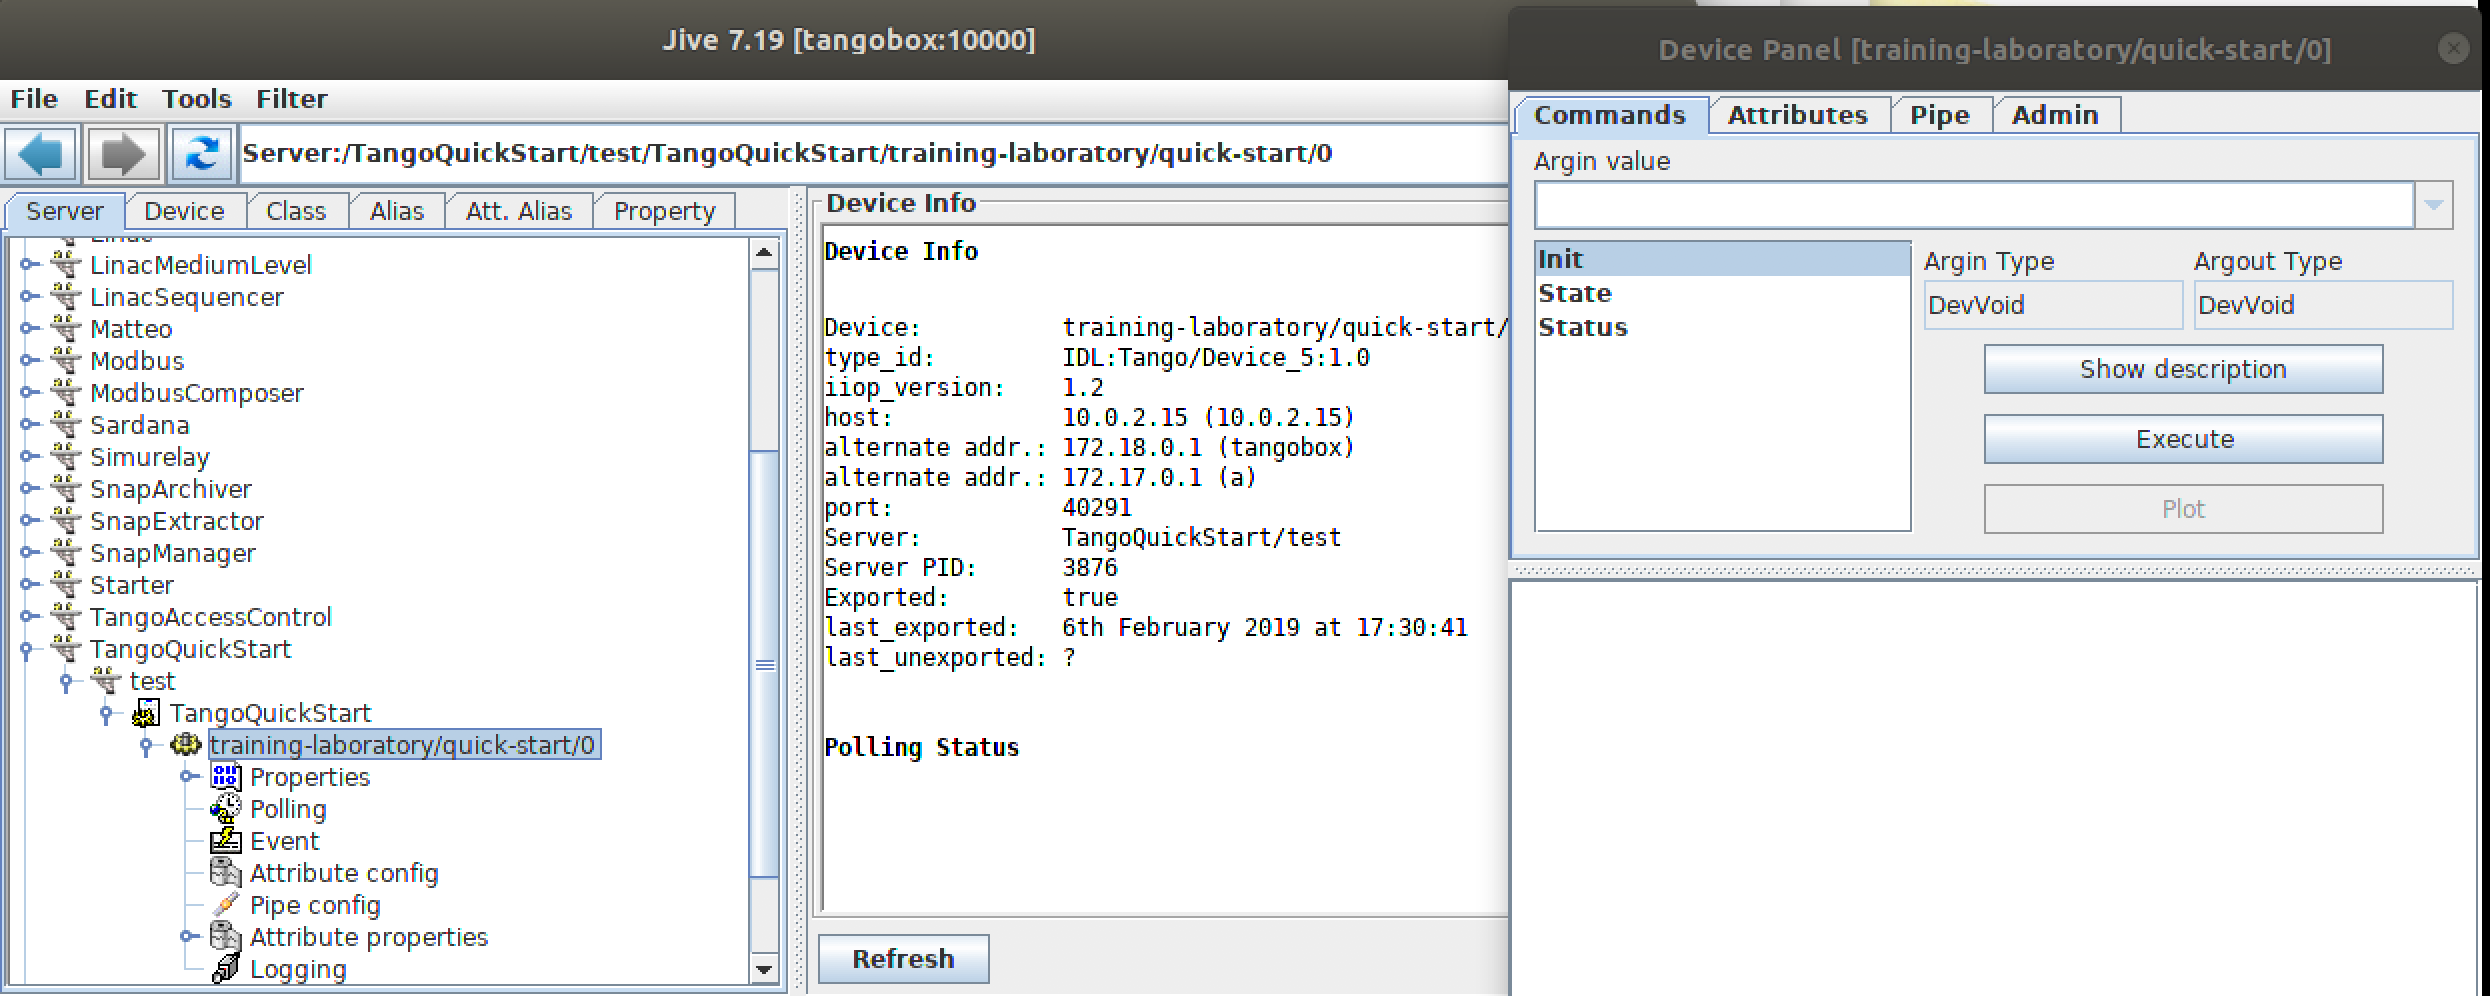 Jive 7.19 [tangobox:10000]
File Edit Tools Filter
Server:/TangoQuickStart/test/TangoQuickStart/training-laboratory/quick-start/0
Server Device Class Alias Att. Alias Property
LinacMediumLevel
LinacSequencer
Matteo
Modbus
ModbusComposer
Sardana
Simurelay
SnapArchiver
SnapExtractor
SnapManager
Starter
TangoAccessControl
TangoQuickStart
test
TangoQuickStart
training-laboratory/quick-start/0
Properties
Polling
Event
Attribute config
Pipe config
Attribute properties
Logging
Device Info
Device Info
Device: training-laboratory/quick-start/
type_id: IDL:Tango/Device_5:1.0
iiop_version: 1.2
host: 10.0.2.15 (10.0.2.15)
alternate addr.: 172.18.0.1 (tangobox)
alternate addr.: 172.17.0.1 (a)
port: 40291
Server: TangoQuickStart/test
Server PID: 3876
Exported: true
last_exported: 6th February 2019 at 17:30:41
last_unexported: ?
Polling Status
Refresh
Device Panel [training-laboratory/quick-start/0]
Commands Attributes Pipe Admin
Argin value
Init
State
Status
Argin Type Argout Type
DevVoid DevVoid
Show description
Execute
Plot